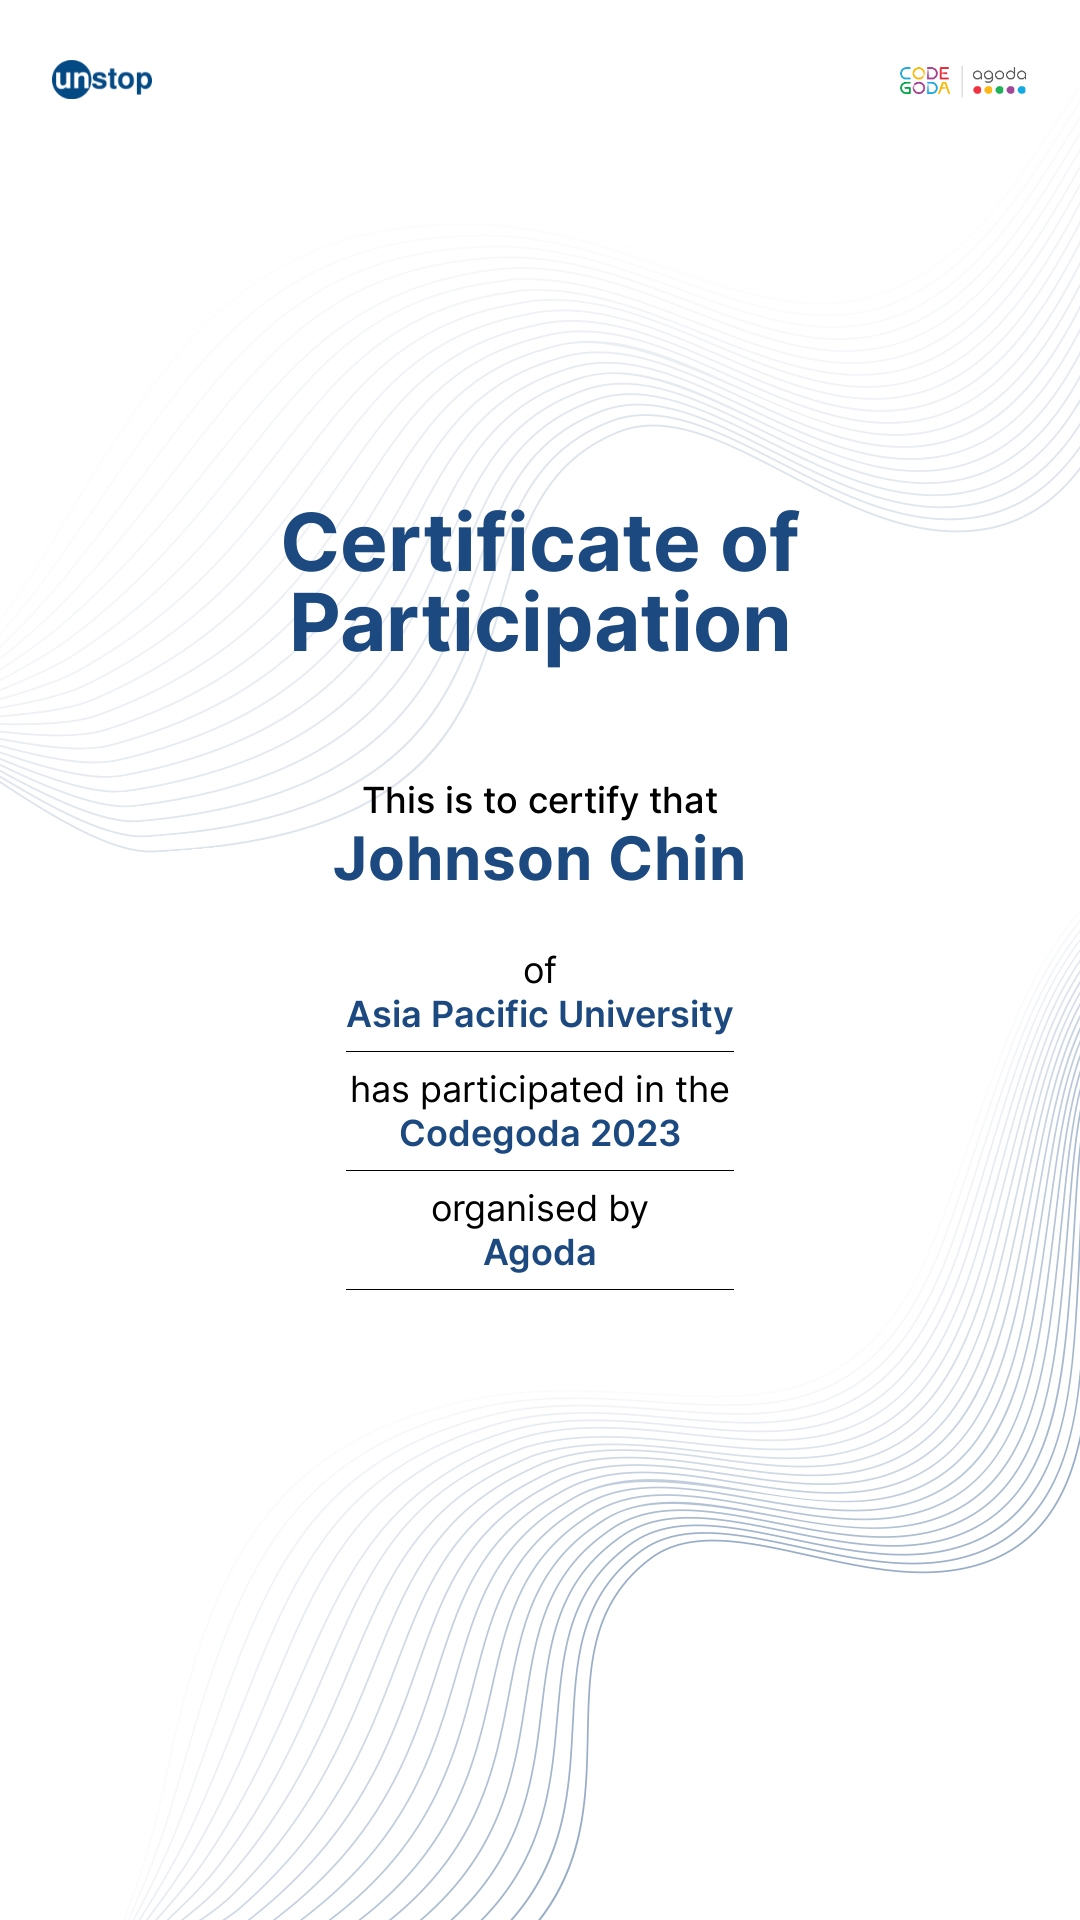 unstop
CODE
GODA
agoda
Certificate of
Participation
This is to certify that
Johnson Chin
of
Asia Pacific University
has participated in the
Codegoda 2023
organised by
Agoda